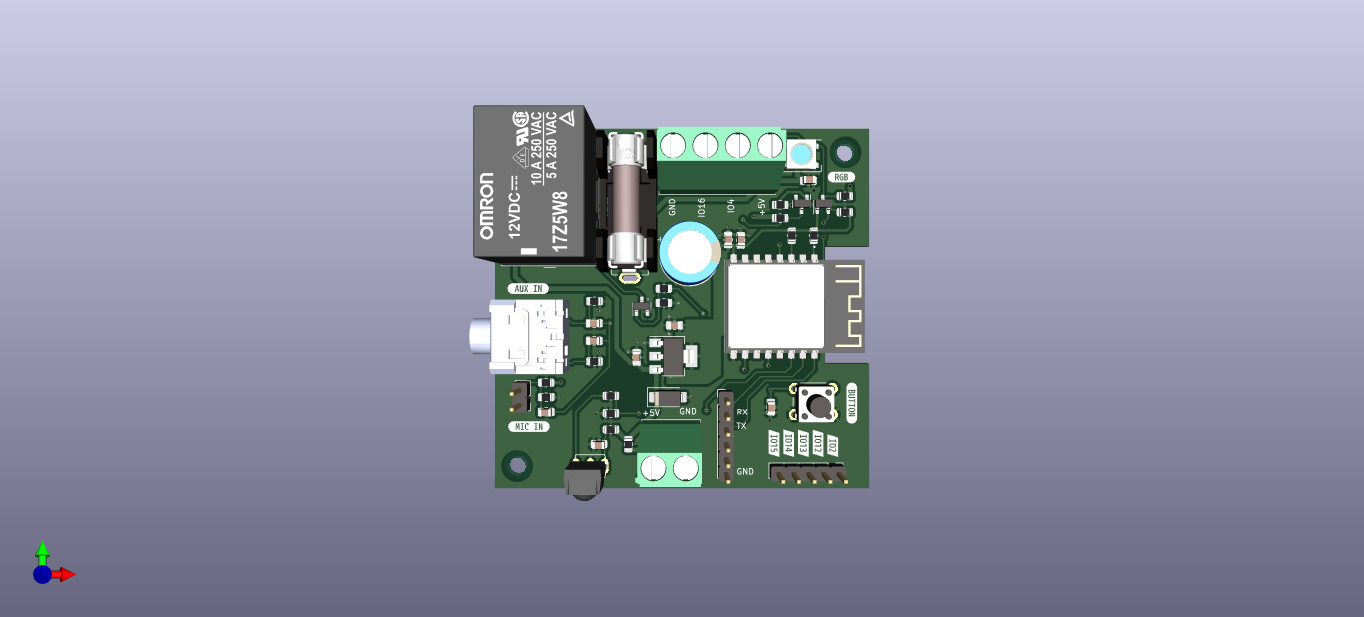 OMRON
12VDC
10 A 250 VAC
5 A 250 VAC
17Z5W8
GND
IO16
IO4
+5V
RGB
AUX IN
MIC IN
+5V
GND
RX
TX
GND
BUTTON
IO15
IO14
IO13
IO12
IO2